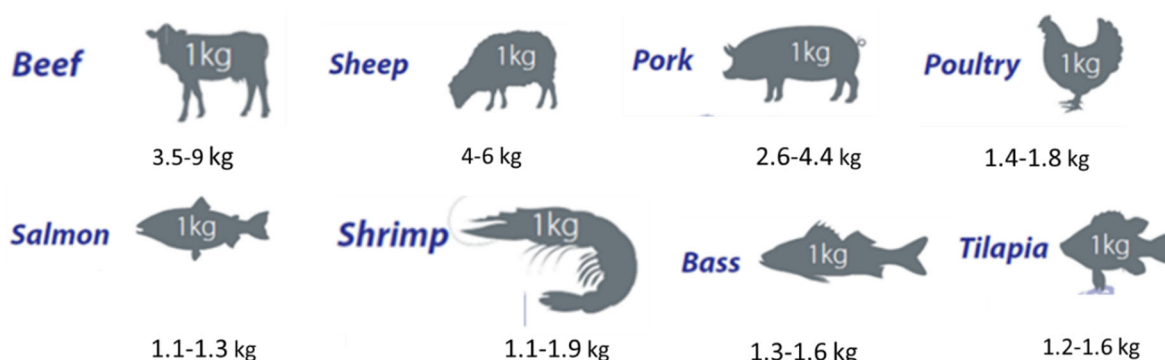 Beef 1kg
Sheep 1kg
Pork 1kg
Poultry 1kg
3.5-9 kg
4-6 kg
2.6-4.4 kg
1.4-1.8 kg
Salmon 1kg
Shrimp 1kg
Bass 1kg
Tilapia 1kg
1.1-1.3 kg
1.1-1.9 kg
1.3-1.6 kg
1.2-1.6 kg